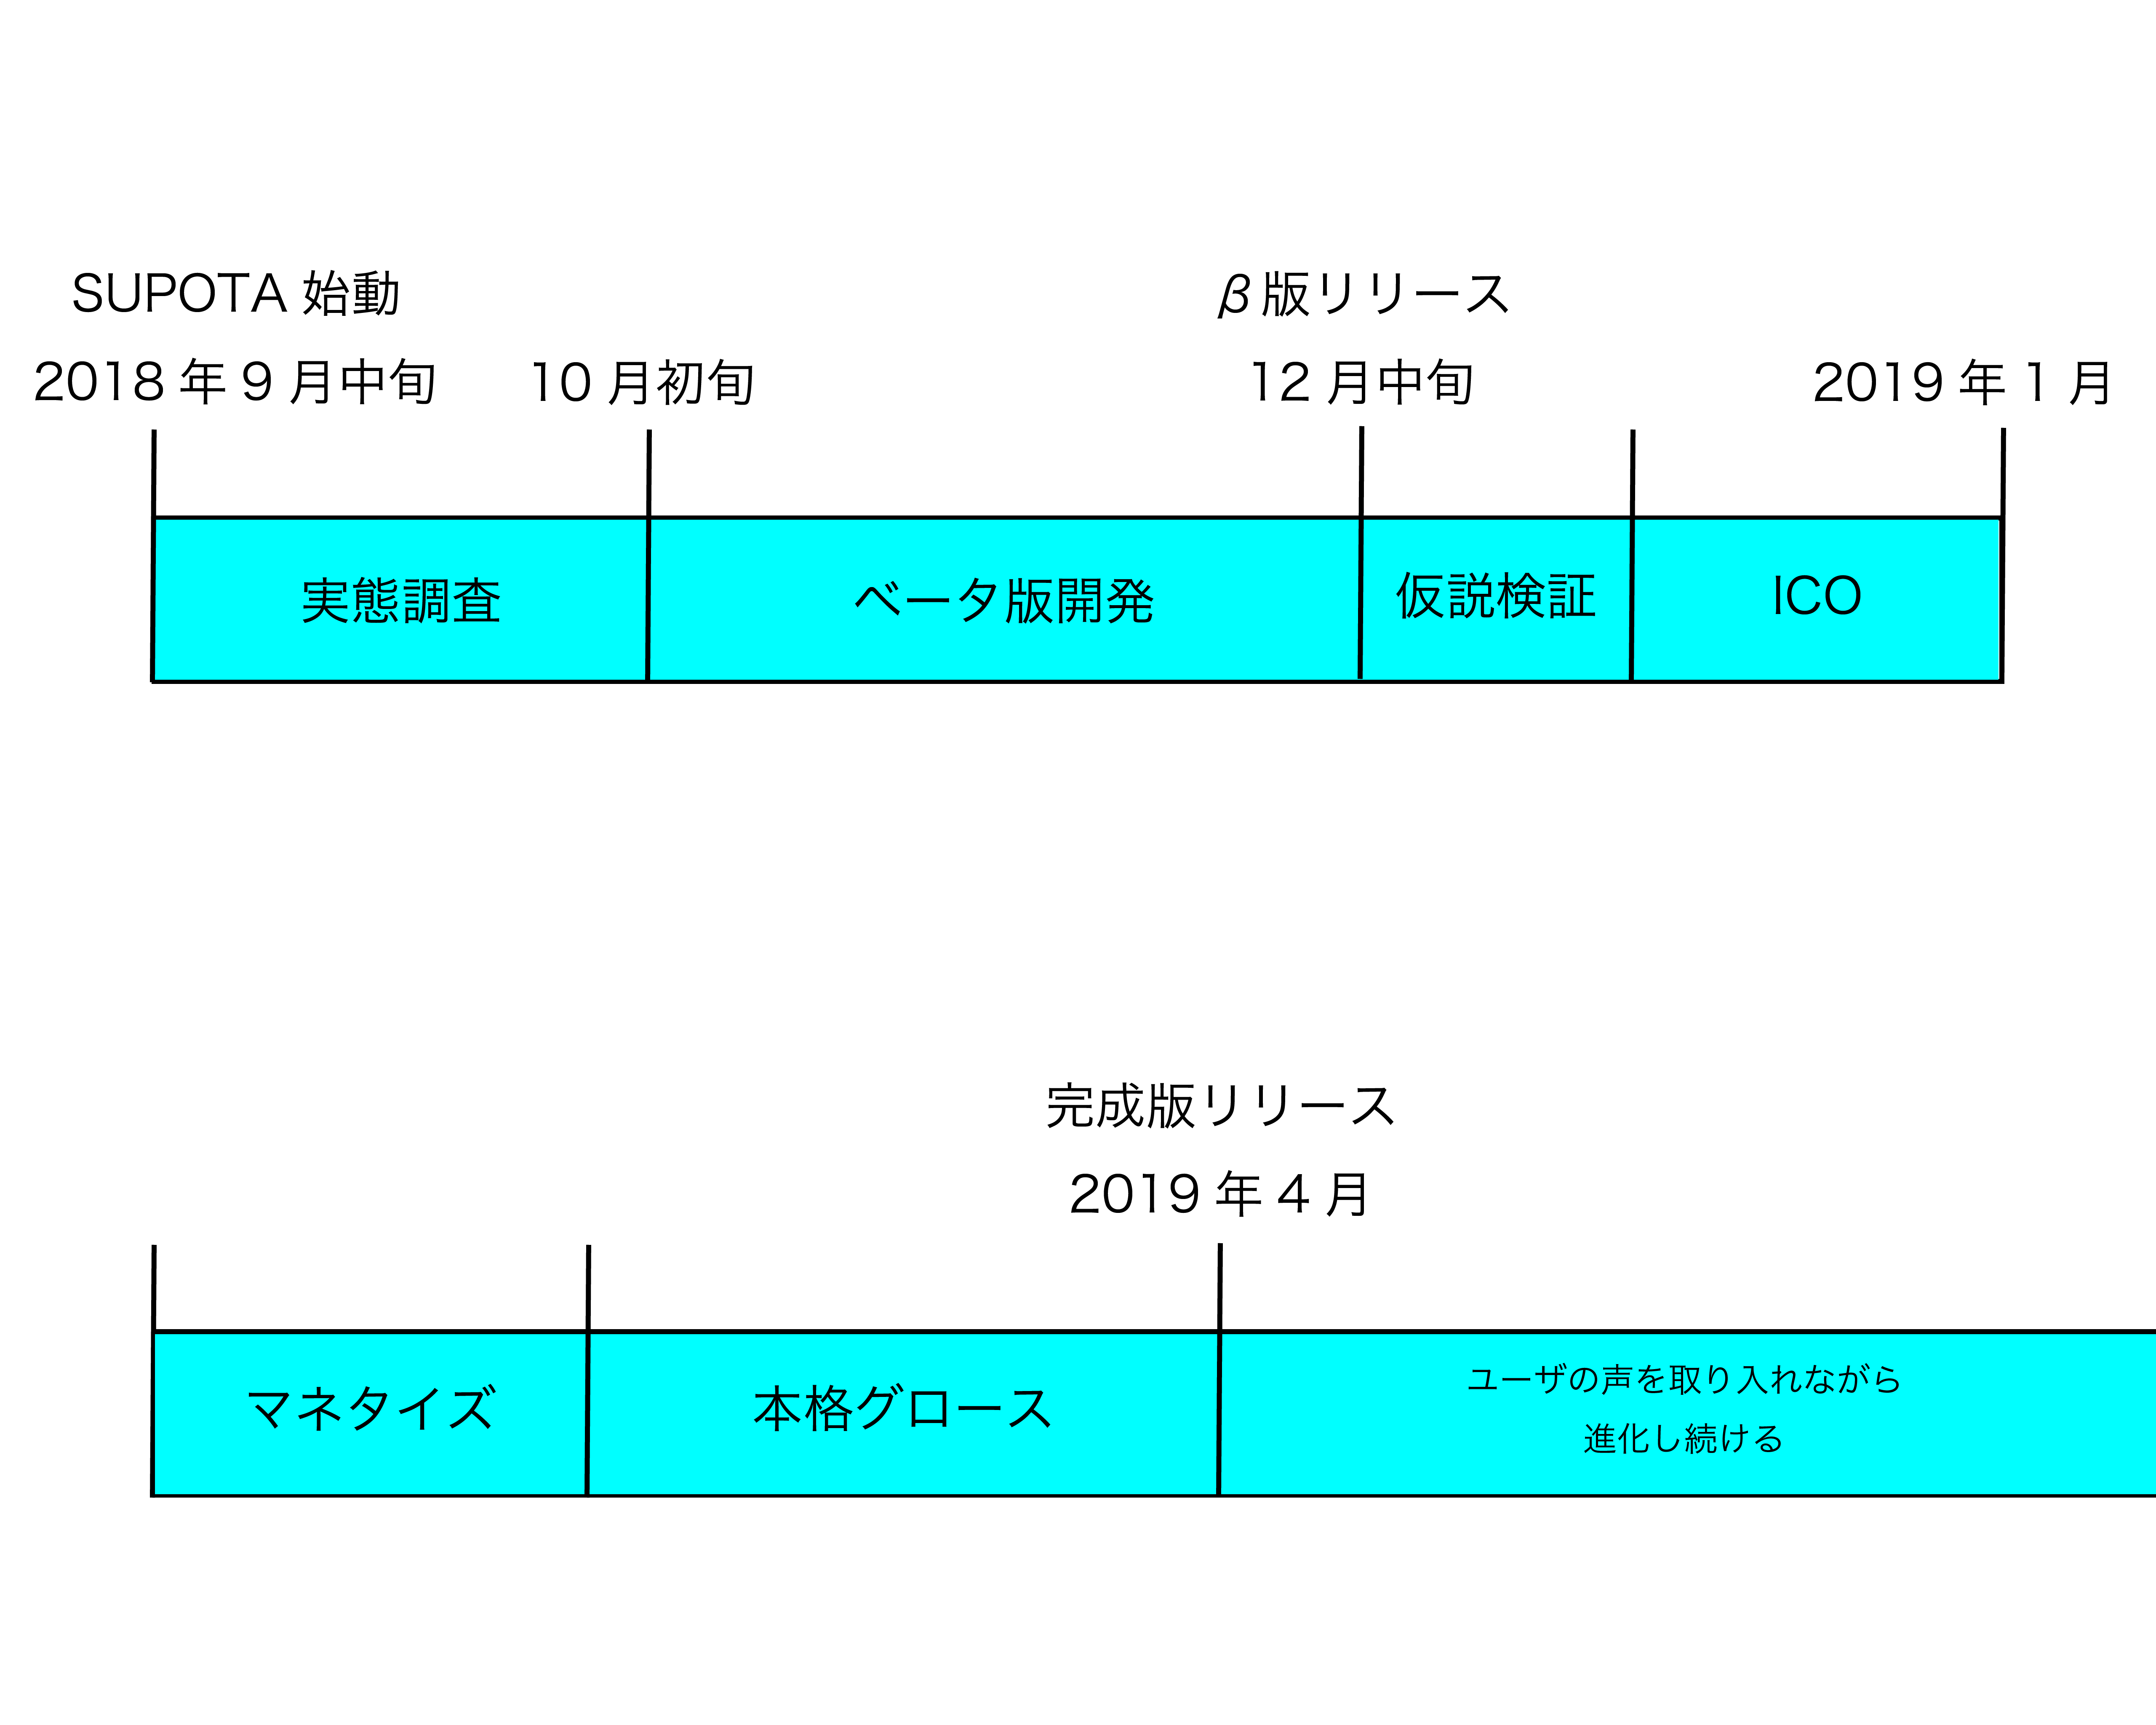 SUPOTA 始動
β版リリース
2018 年 9 月中旬
10 月初旬
12 月中旬
2019 年 1 月
実態調査
ベータ版開発
仮説検証
ICO
完成版リリース
2019 年 4 月
マネタイズ
本格グロース
ユーザの声を取り入れながら
進化し続ける